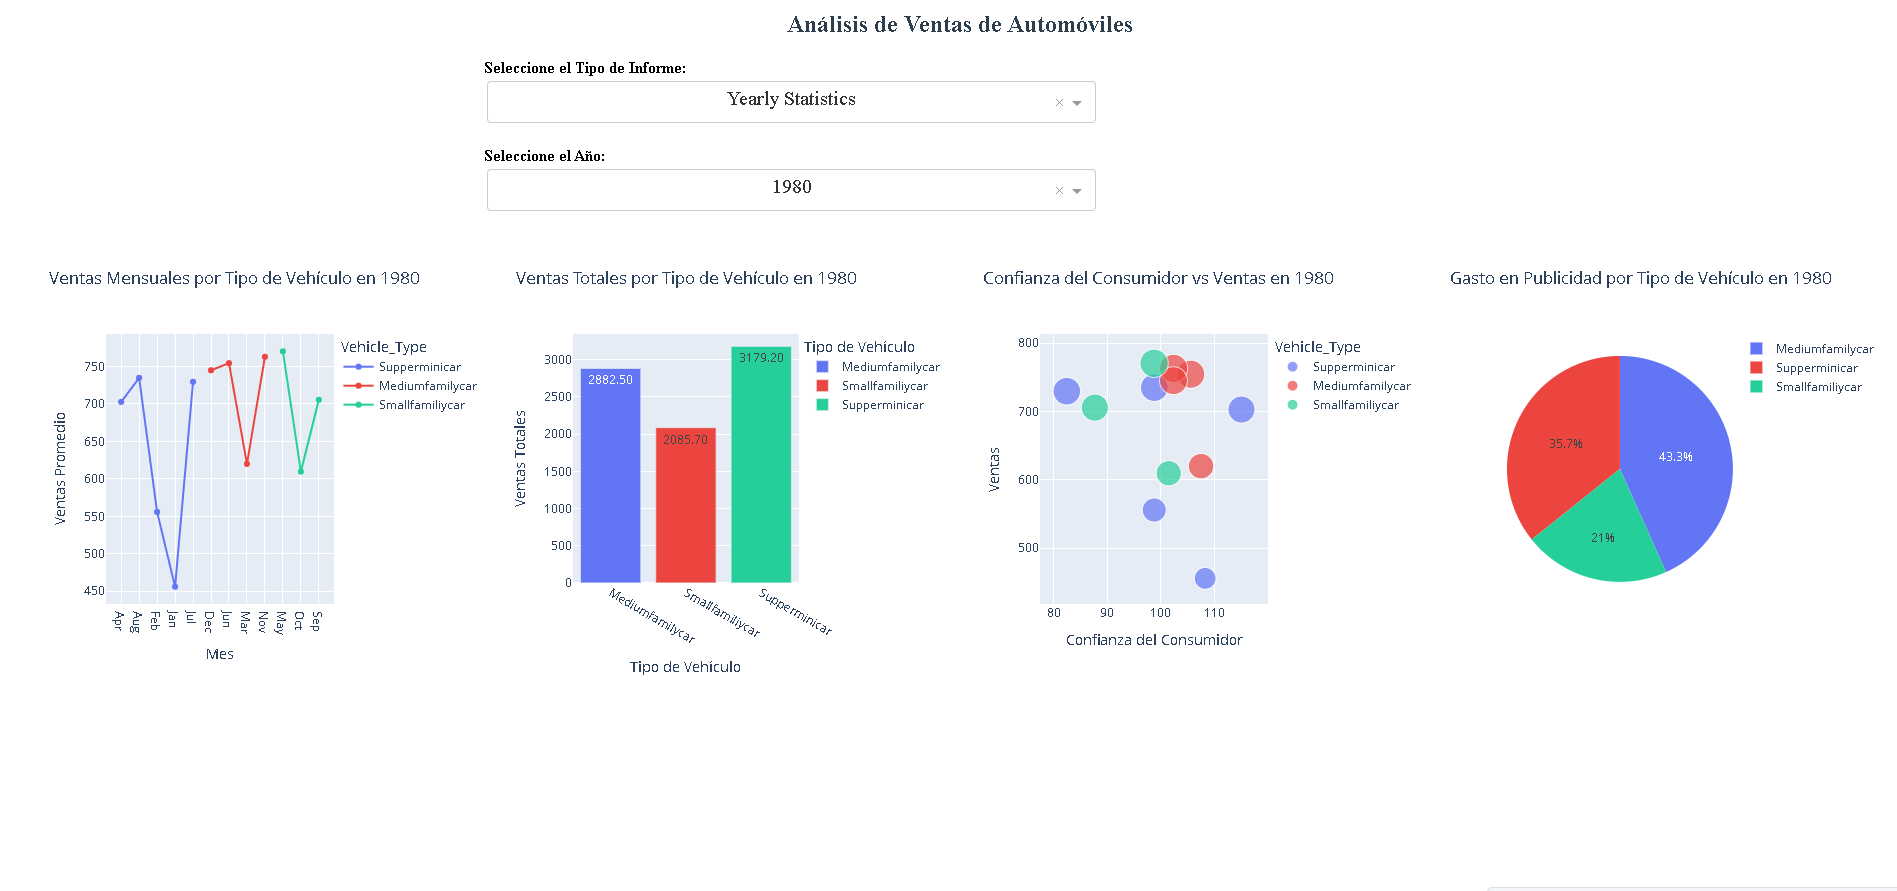 Análisis de Ventas de Automóviles
Seleccione el Tipo de Informe:
Yearly Statistics
×
Seleccione el Año:
1980
×
Ventas Mensuales por Tipo de Vehículo en 1980
Ventas Promedio
750
700
650
600
550
500
450
Apr
Aug
Feb
Jan
Jul
Dec
Jun
Mar
Nov
May
Oct
Sep
Mes
Vehicle_Type
Supperminicar
Mediumfamilycar
Smallfamiliycar
Ventas Totales por Tipo de Vehículo en 1980
Ventas Totales
3000
2500
2000
1500
1000
500
0
2882.50
2085.70
3179.20
Mediumfamilycar
Smallfamiliycar
Supperminicar
Tipo de Vehículo
Tipo de Vehículo
Mediumfamilycar
Smallfamiliycar
Supperminicar
Confianza del Consumidor vs Ventas en 1980
Ventas
800
700
600
500
80
90
100
110
Confianza del Consumidor
Vehicle_Type
Supperminicar
Mediumfamilycar
Smallfamiliycar
Gasto en Publicidad por Tipo de Vehículo en 1980
35.7%
43.3%
21%
Mediumfamilycar
Supperminicar
Smallfamiliycar